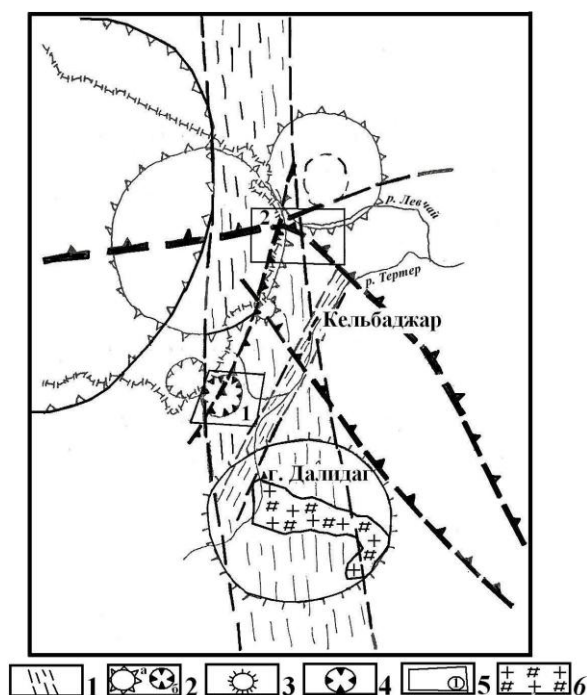 2
р. Левчай
р. Тертер
Кельбаджар
1
г. Далидаг
1 а б 2 3 4 1 5 6